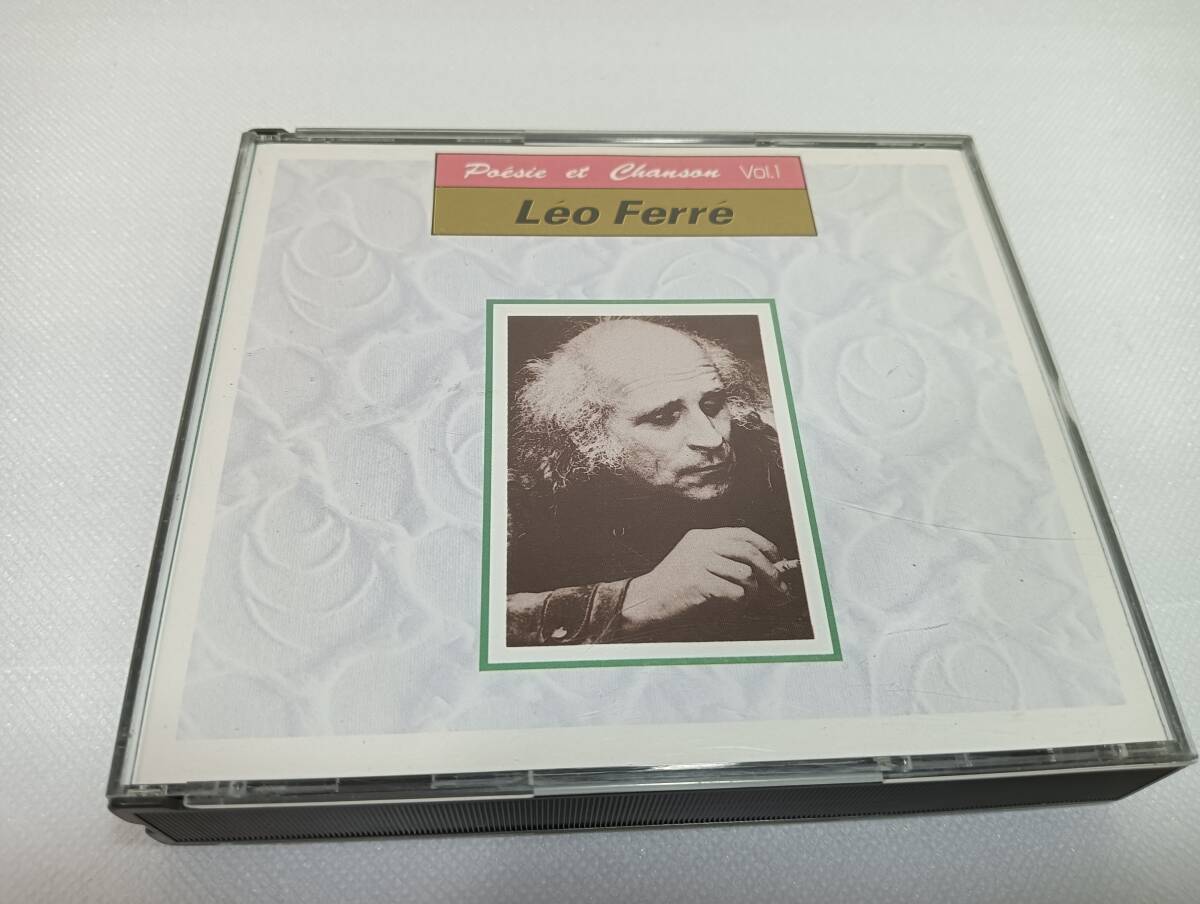 Poésie et Chanson Vol.1
Léo Ferré